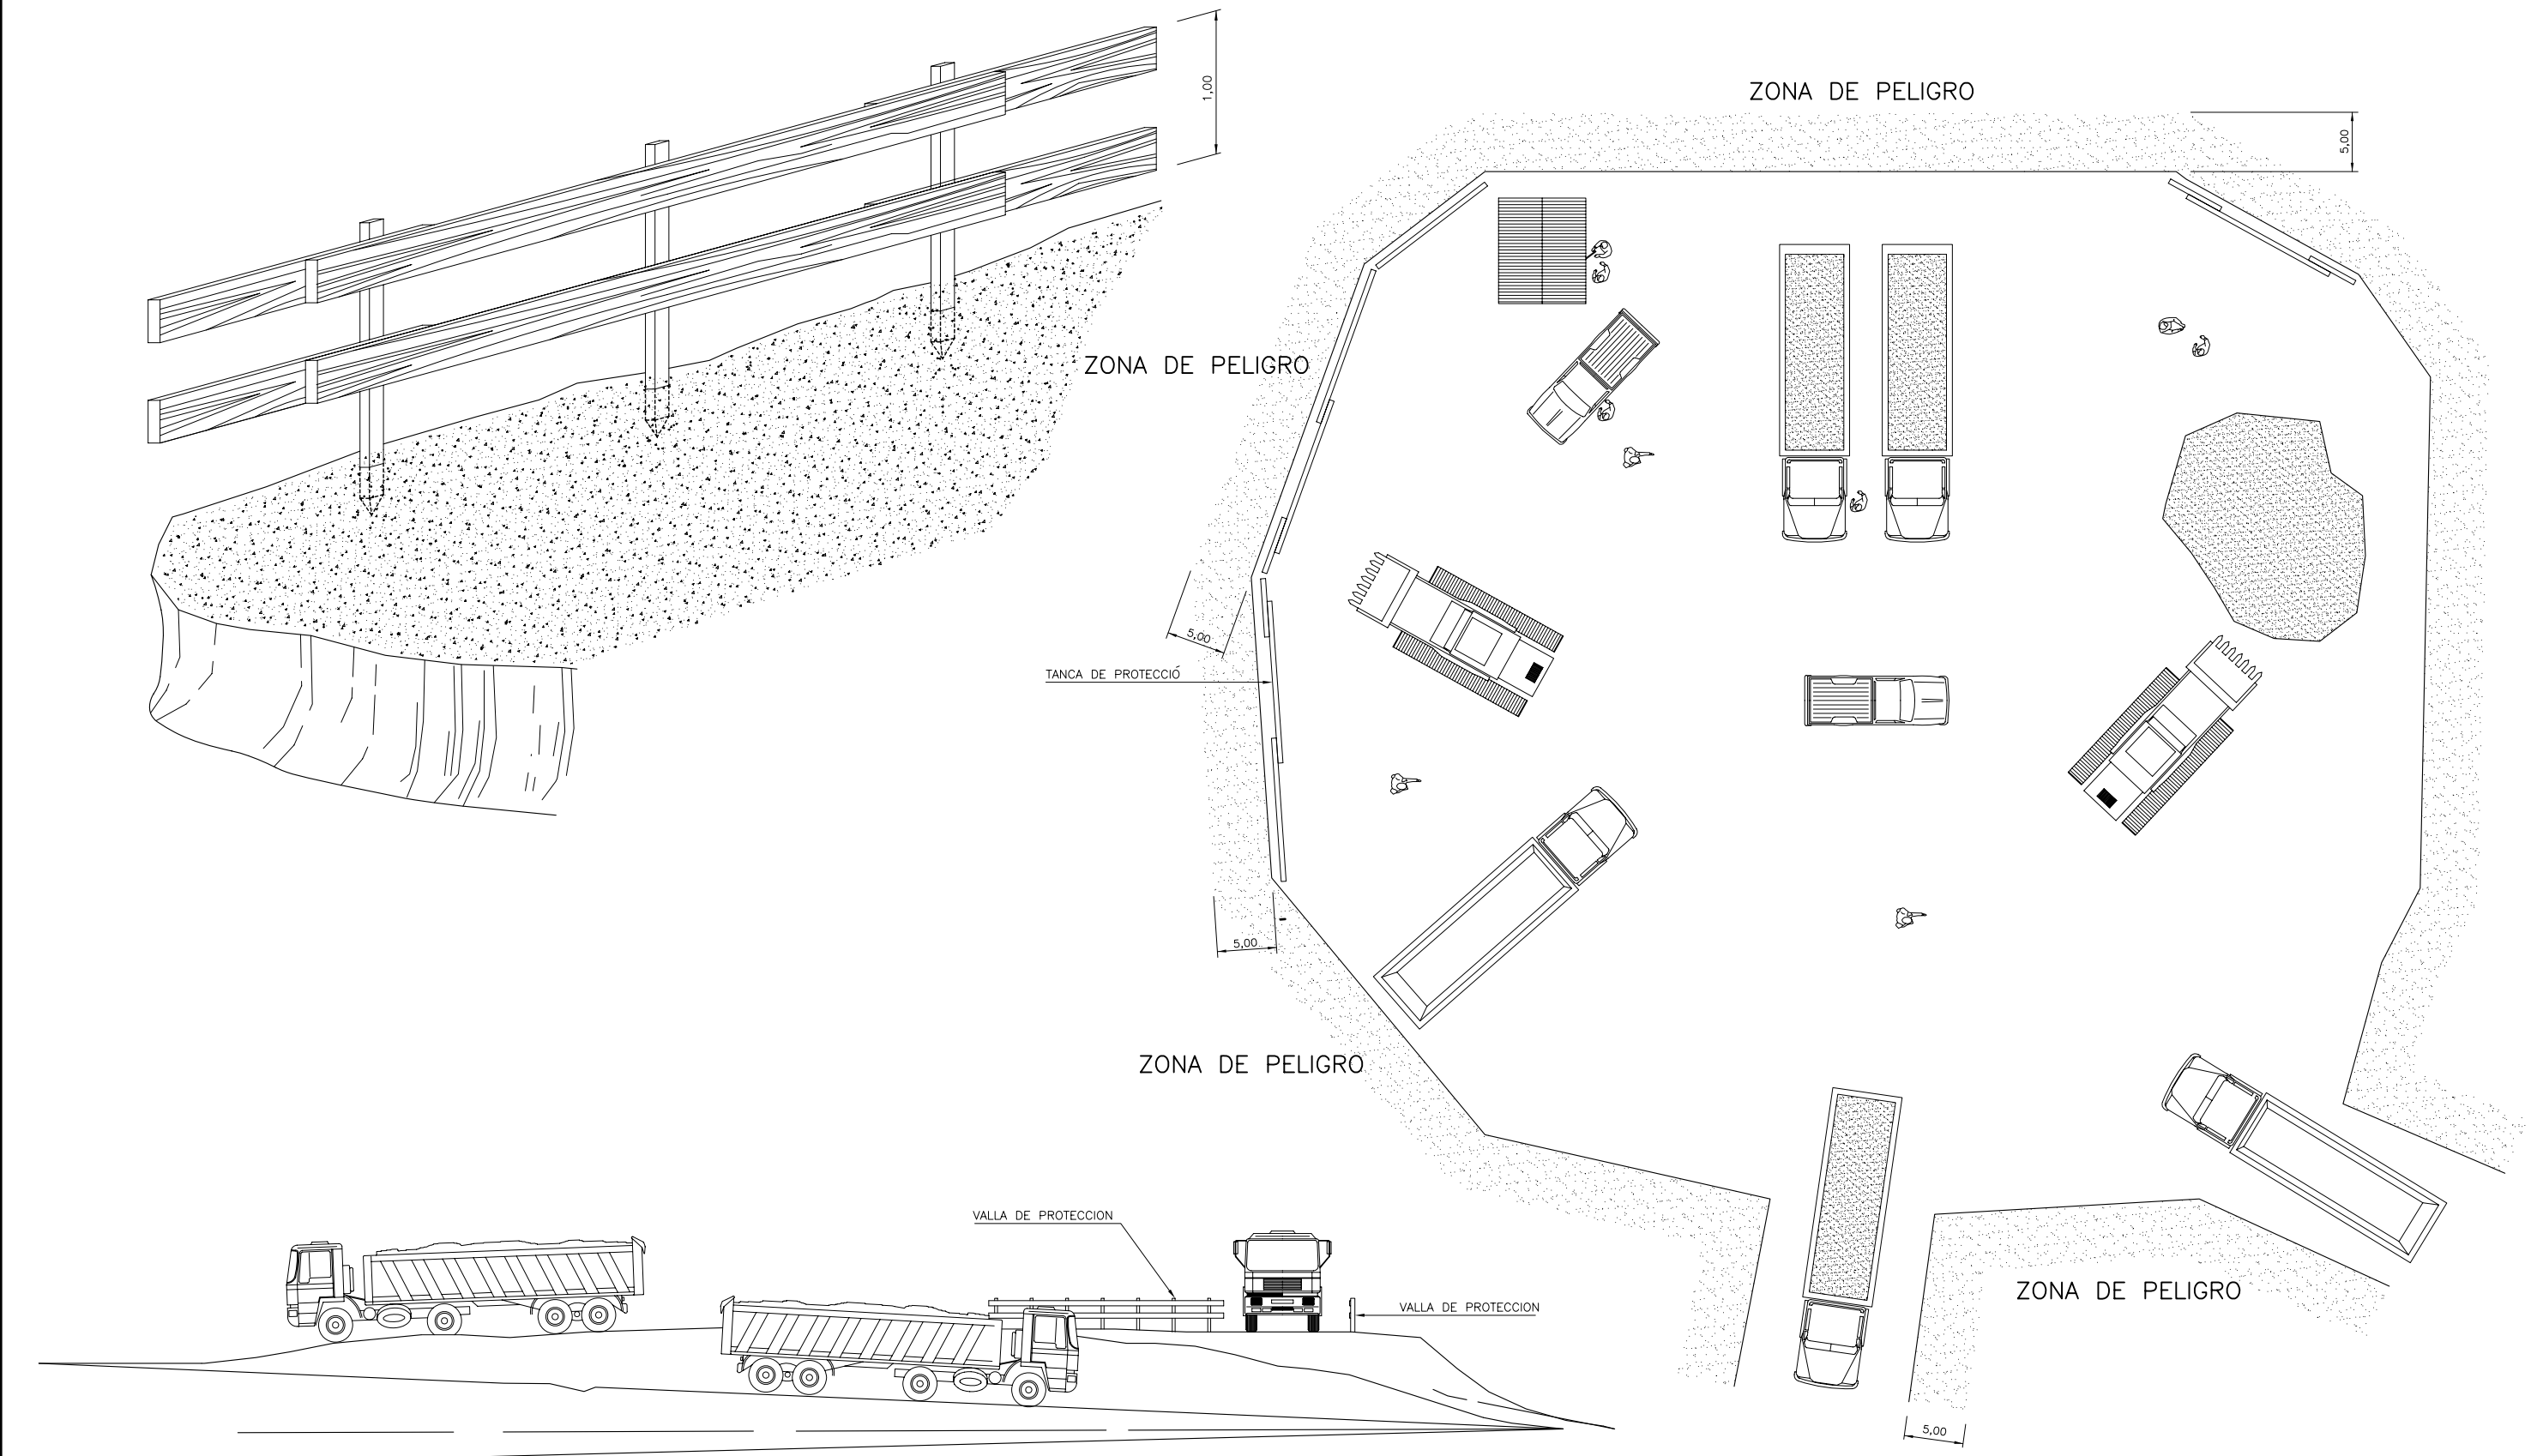 1,00
ZONA DE PELIGRO
5,00
ZONA DE PELIGRO
5,00
TANCA DE PROTECCIÓ
5,00
ZONA DE PELIGRO
VALLA DE PROTECCION
VALLA DE PROTECCION
ZONA DE PELIGRO
5,00